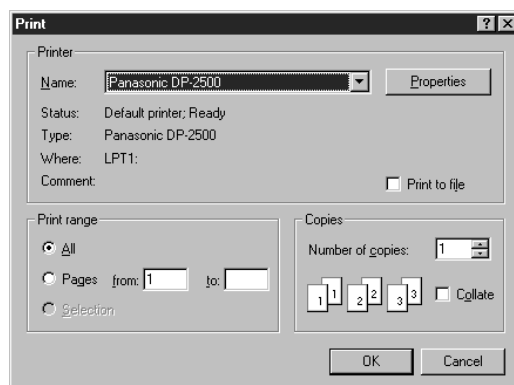 Print
Printer
Name: Panasonic DP-2500 Properties
Status: Default printer; Ready
Type: Panasonic DP-2500
Where: LPT1:
Comment: Print to file
Print range
All
Pages from: 1 to:
Selection
Copies
Number of copies: 1
1 1 2 2 3 3 Collate
OK Cancel